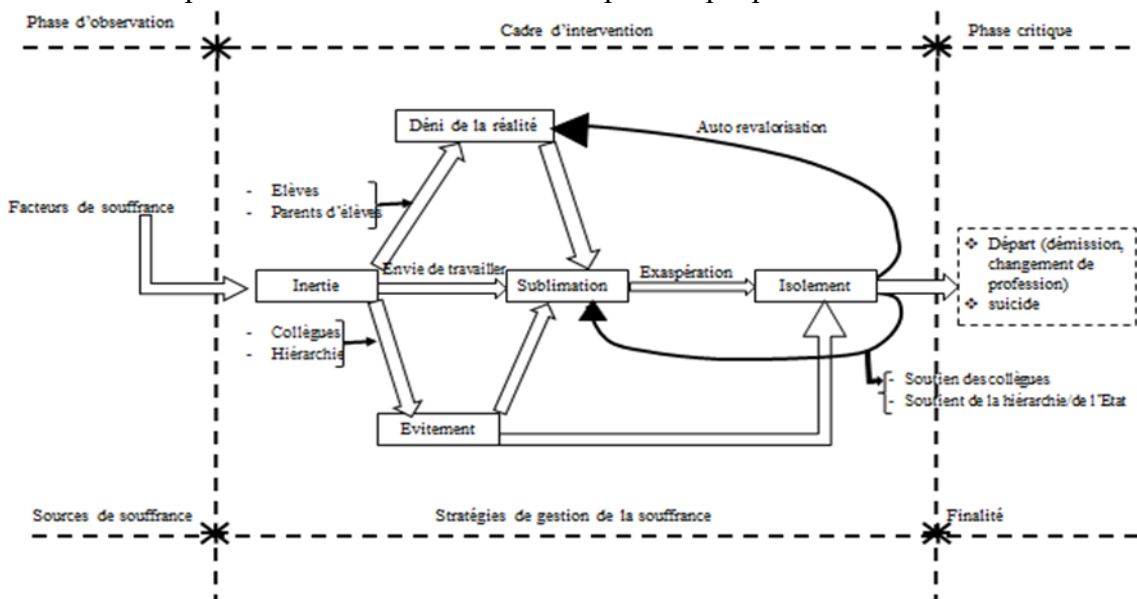 Phase d'observation
Cadre d'intervention
Phase critique
Déni de la réalité
Auto revalorisation
- Elèves
- Parents d'élèves
Facteurs de souffrance
Envie de travailler
Exaspération
Inertie
Sublimation
Isolement
❖ Départ (démission,
changement de
profession)
❖ suicide
- Collègues
- Hiérarchie
- Soutien des collègues
- Soutient de la hiérarchie/de l'Etat
Evitement
Sources de souffrance
Stratégies de gestion de la souffrance
Finalité